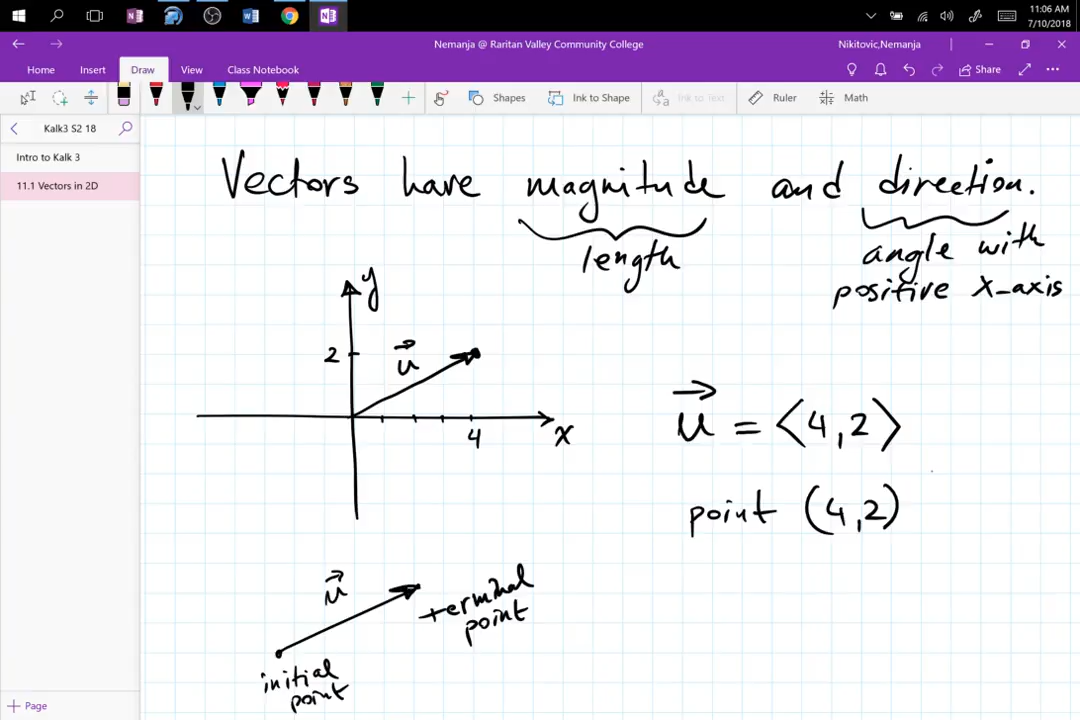 11:06 AM
7/10/2018
Nemanja @ Raritan Valley Community College
Nikitovic,Nemanja
Home Insert Draw View Class Notebook
Share
Shapes Ink to Shape Ink to Text Ruler Math
Kalk3 S2 18
Intro to Kalk 3
11.1 Vectors in 2D
Page
Vectors have magnitude and direction.
length
angle with
positive x-axis
y
2
u
4
x
u = <4,2>
point (4,2)
u
terminal
point
initial
point